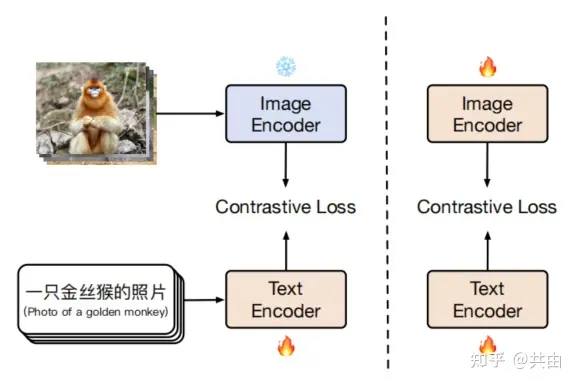 Image
Encoder
Contrastive Loss
一只金丝猴的照片
(Photo of a golden monkey)
Text
Encoder
Image
Encoder
Contrastive Loss
Text
Encoder
知乎 @共由